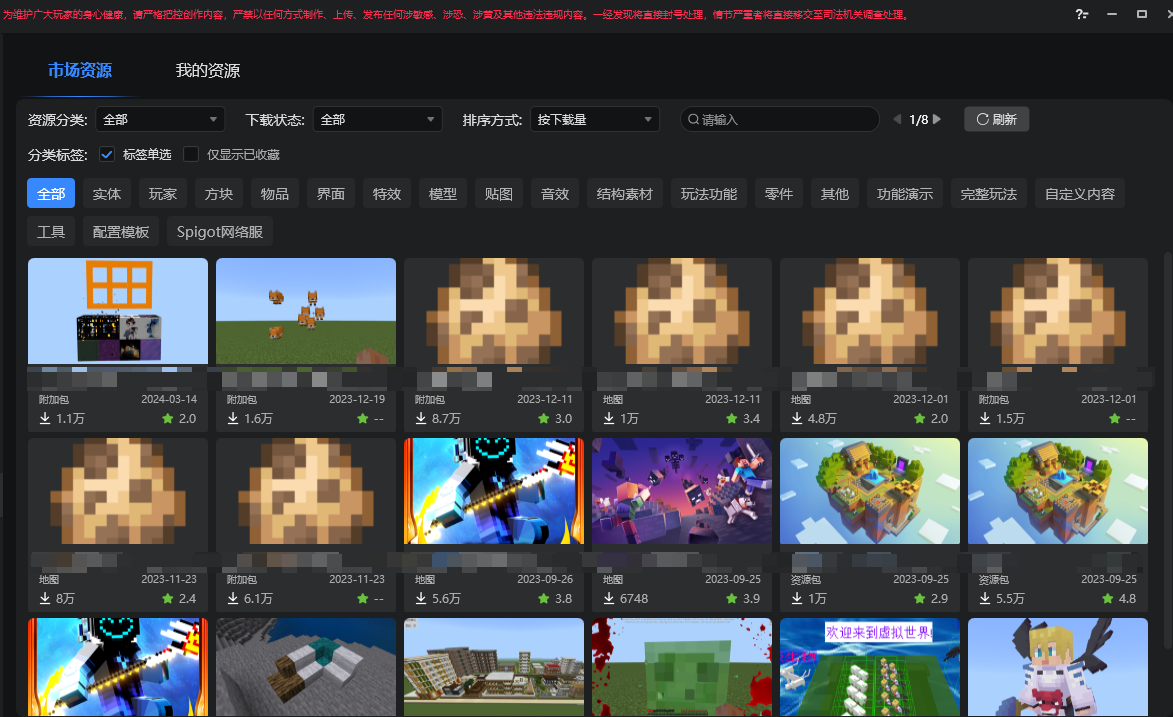 为维护广大玩家的身心健康，请严格把控创作内容，严禁以任何方式制作、上传、发布任何涉敏感、涉恐、涉黄及其他违法违规内容。一经发现将直接封号处理，情节严重者将直接移交至司法机关调查处理。
市场资源 我的资源
资源分类: 全部 下载状态: 全部 排序方式: 按下载量 请输入 1/8 刷新
分类标签: 标签单选 仅显示已收藏
全部 实体 玩家 方块 物品 界面 特效 模型 贴图 音效 结构素材 玩法功能 零件 其他 功能演示 完整玩法 自定义内容
工具 配置模板 Spigot网络服
附加包 2024-03-14 附加包 2023-12-19 附加包 2023-12-11 地图 2023-12-11 地图 2023-12-01 附加包 2023-12-01
1.1万 2.0 1.6万 -- 8.7万 3.0 1万 3.4 4.8万 2.0 1.5万 --
地图 2023-11-23 附加包 2023-11-23 地图 2023-09-26 地图 2023-09-25 资源包 2023-09-25 资源包 2023-09-25
8万 2.4 6.1万 -- 5.6万 3.8 6748 3.9 1万 2.9 5.5万 4.8
欢迎来到虚拟世界!